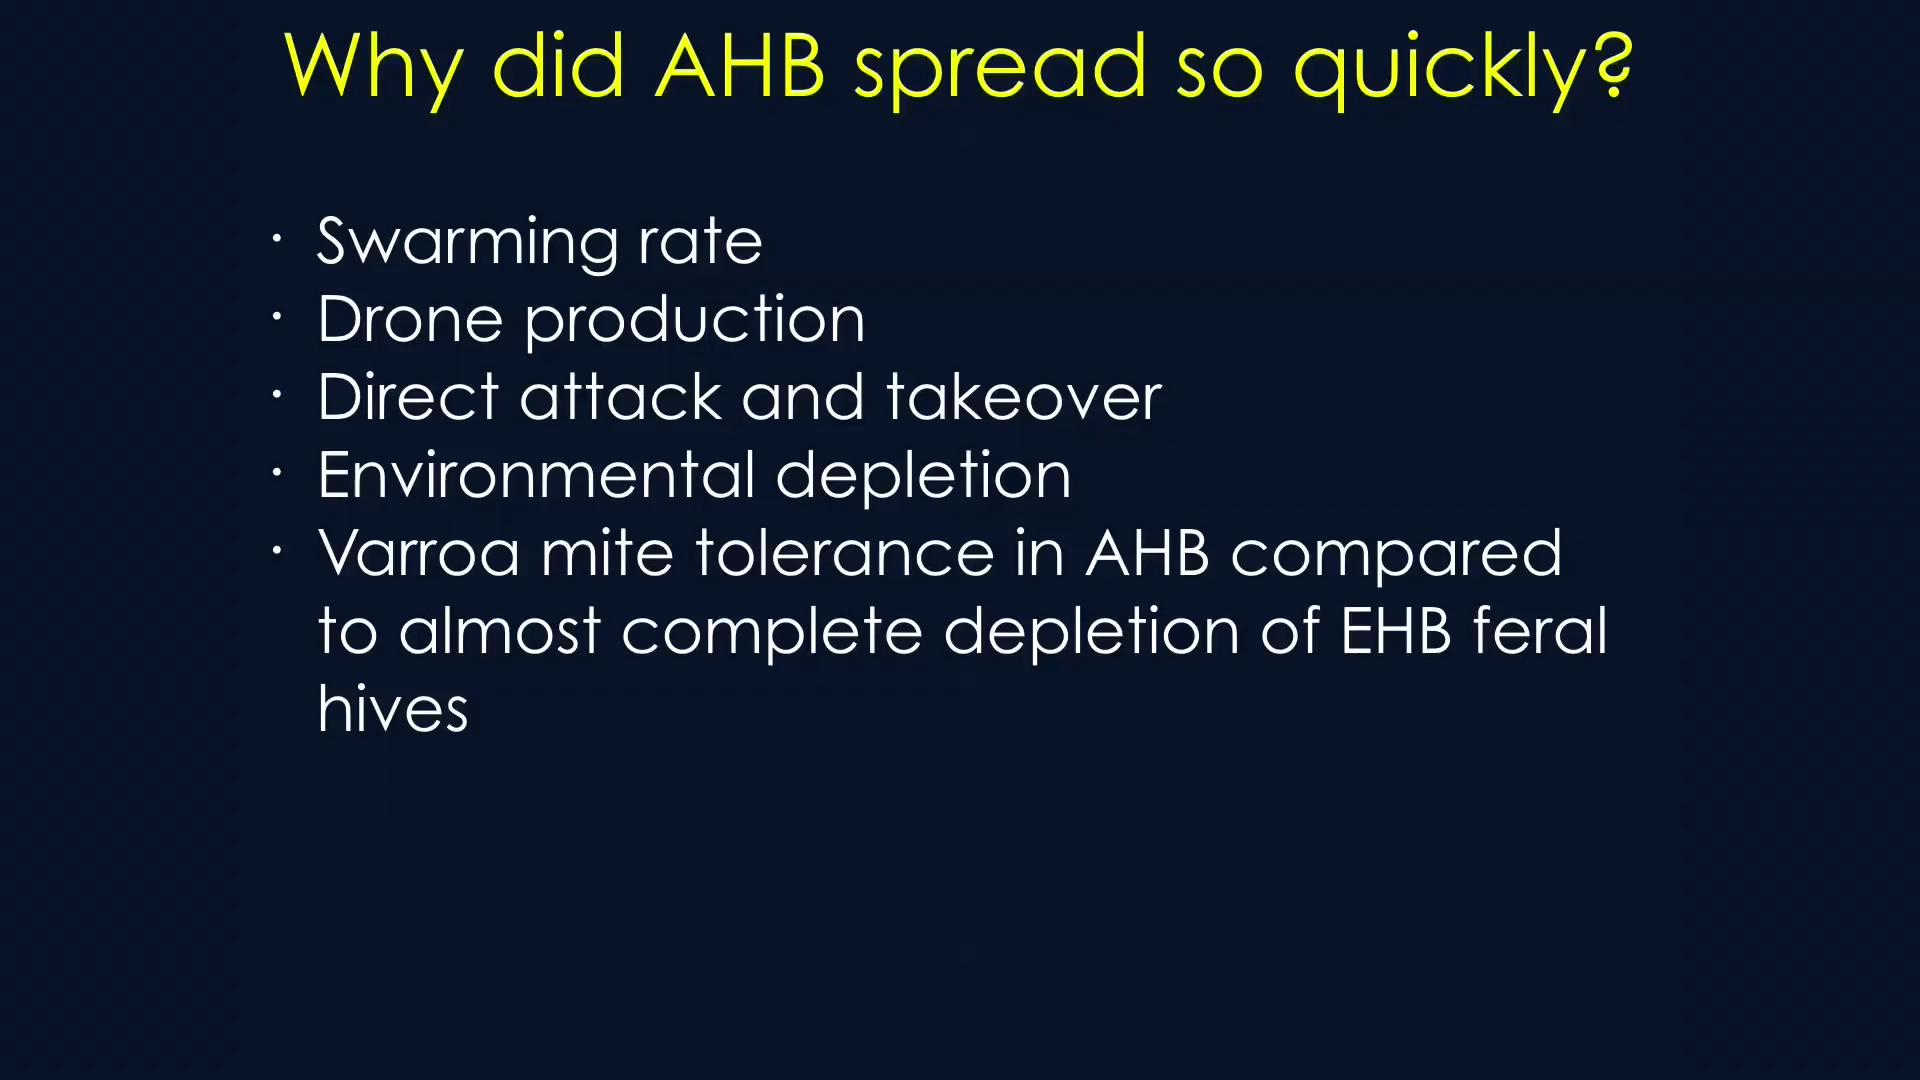 Why did AHB spread so quickly?
· Swarming rate
· Drone production
· Direct attack and takeover
· Environmental depletion
· Varroa mite tolerance in AHB compared
to almost complete depletion of EHB feral
hives